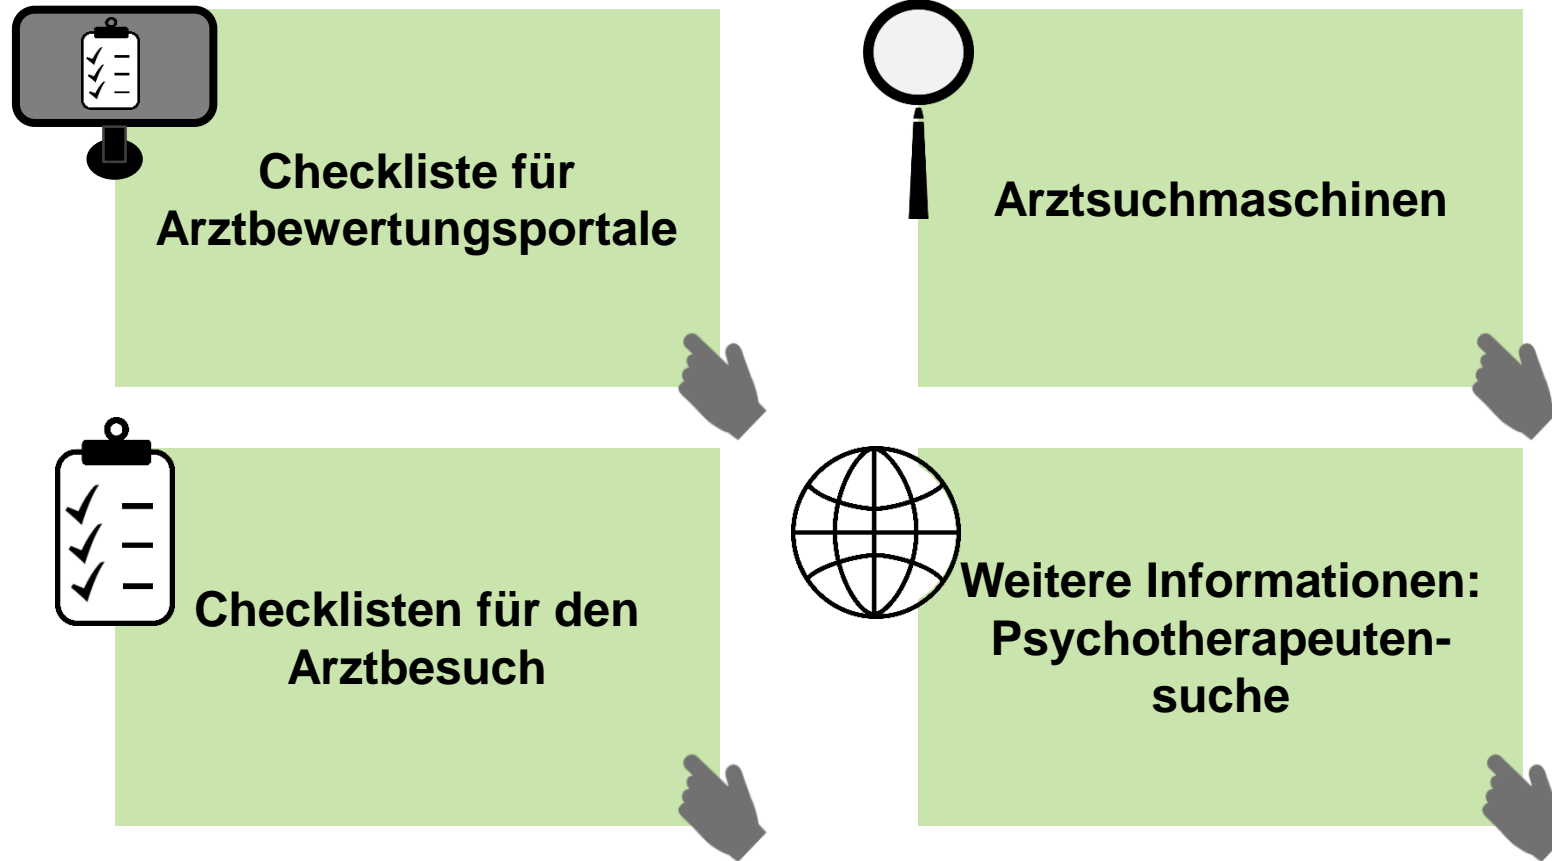 Checkliste für
Arztbewertungsportale
Arztsuchmaschinen
Checklisten für den
Arztbesuch
Weitere Informationen:
Psychotherapeuten-
suche